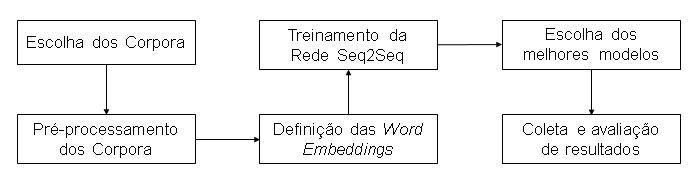 Escolha dos Corpora
Pré-processamento
dos Corpora
Definição das Word
Embeddings
Treinamento da
Rede Seq2Seq
Escolha dos
melhores modelos
Coleta e avaliação
de resultados